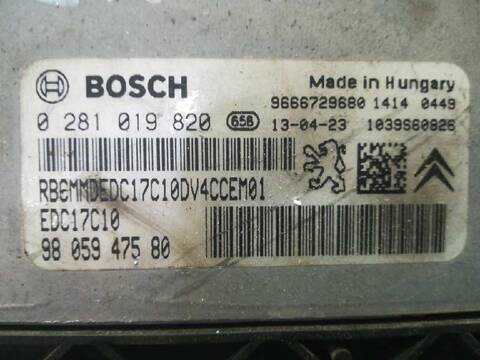 BOSCH
Made in Hungary
9666729680 1414 0449
0 281 019 820 65B 13-04-23 1039S60826
RBGMMDEDC17C10DV4CCEM01
EDC17C10
98 059 475 80